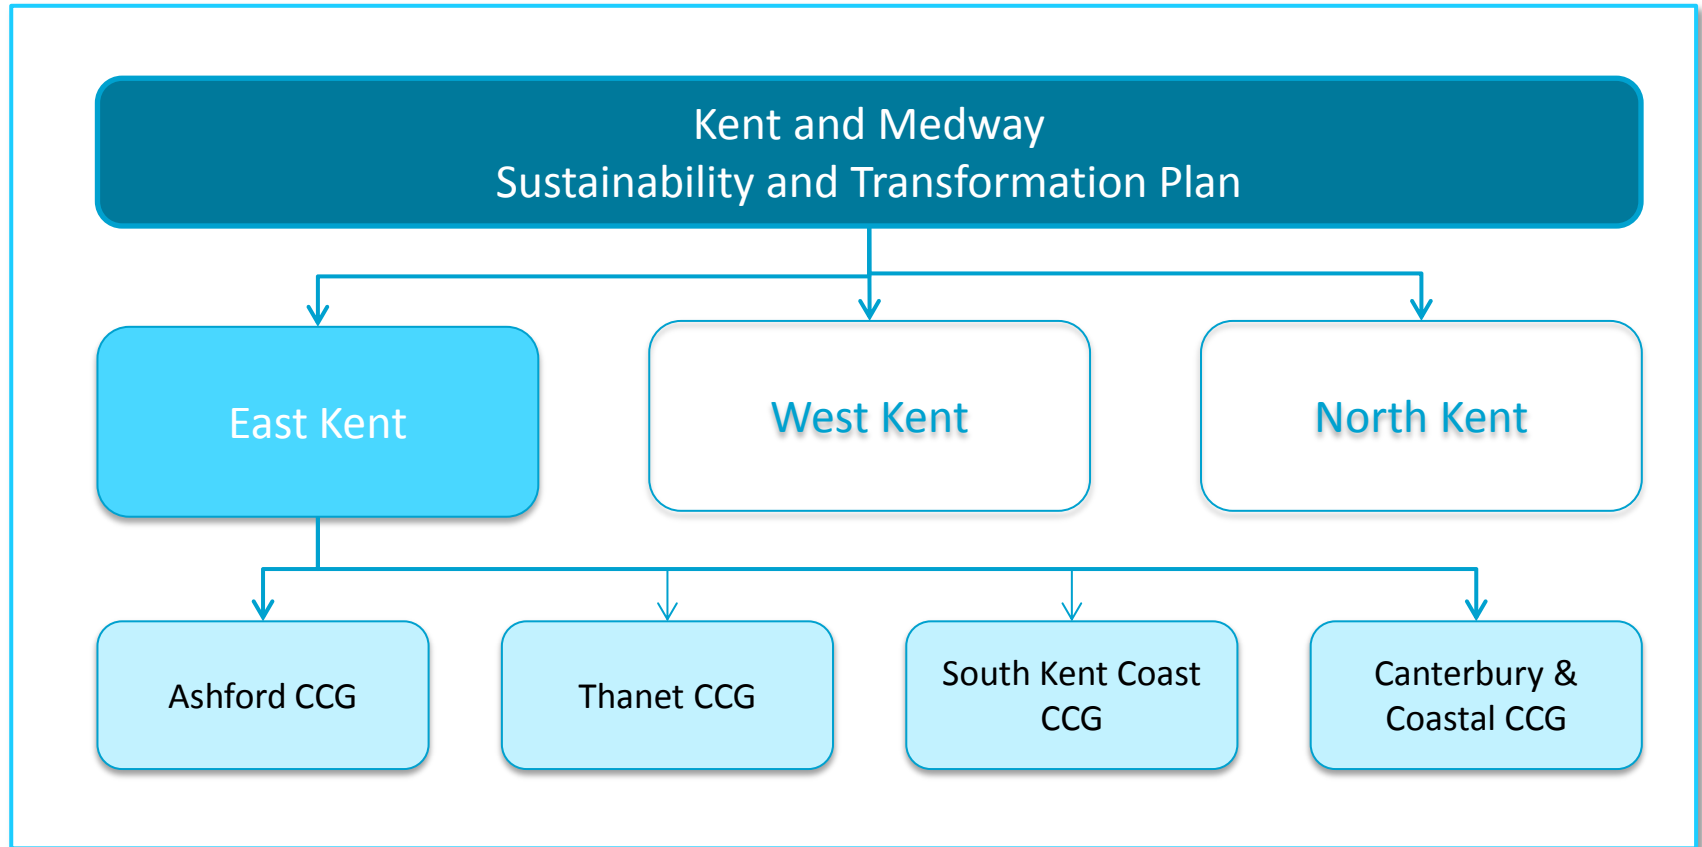 Kent and Medway
Sustainability and Transformation Plan
East Kent
West Kent
North Kent
Ashford CCG
Thanet CCG
South Kent Coast
CCG
Canterbury &
Coastal CCG